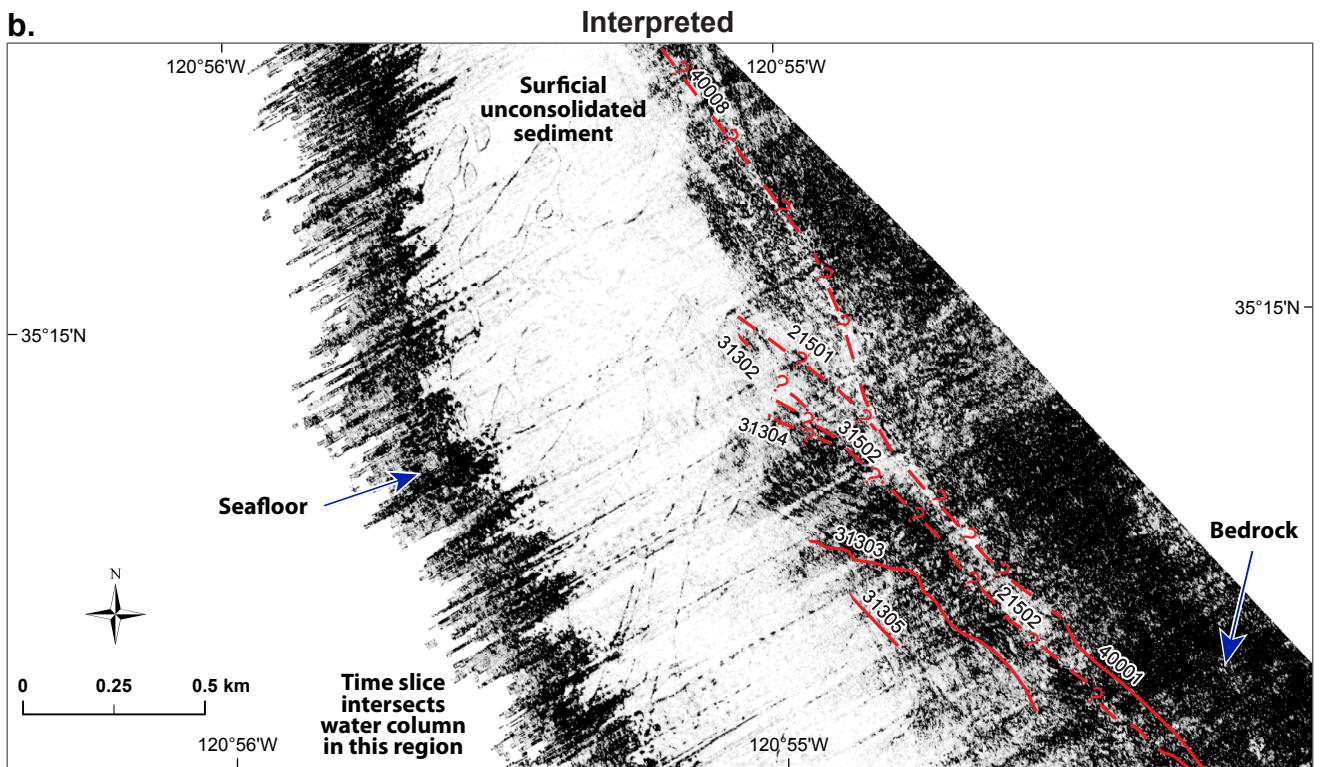 b.
Interpreted
120°56'W
120°55'W
Surficial
unconsolidated
sediment
40008
?
?
?
?
?
35°15'N
35°15'N
21501
?
31302
?
?
?
31304
?
31502
?
?
?
Seafloor
31303
?
?
?
Bedrock
31305
21502
?
40001
?
N
0 0.25 0.5 km
Time slice
intersects
water column
in this region
120°56'W
120°55'W